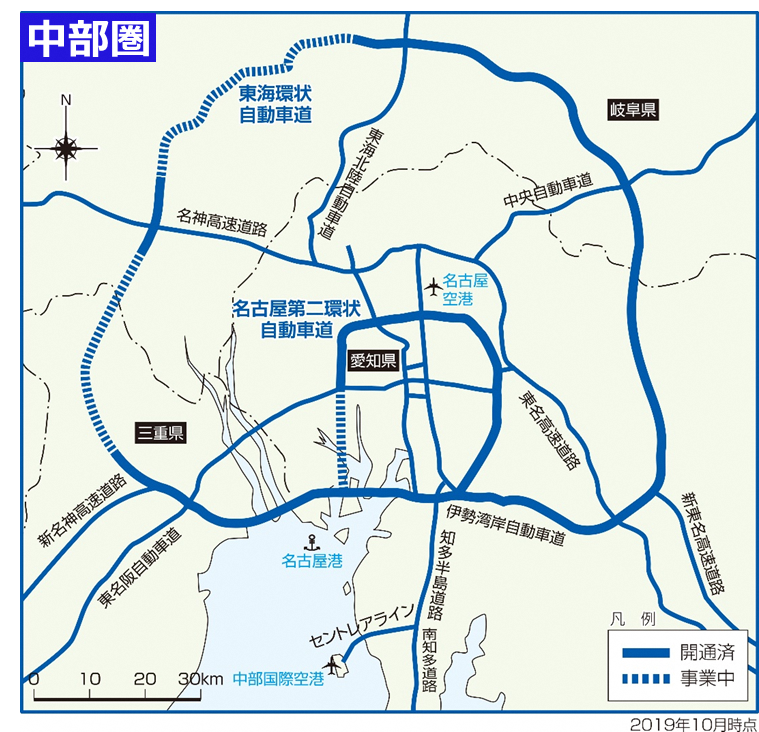 中部圏
N
東海環状
自動車道
岐阜県
東海北陸自動車道
中央自動車道
名神高速道路
名古屋
空港
名古屋第二環状
自動車道
愛知県
三重県
東名高速道路
新名神高速道路
東名阪自動車道
伊勢湾岸自動車道
新東名高速道路
名古屋港
知多半島道路
セントレアライン
南知多道路
中部国際空港
凡 例
開通済
事業中
0 10 20 30km
2019年10月時点